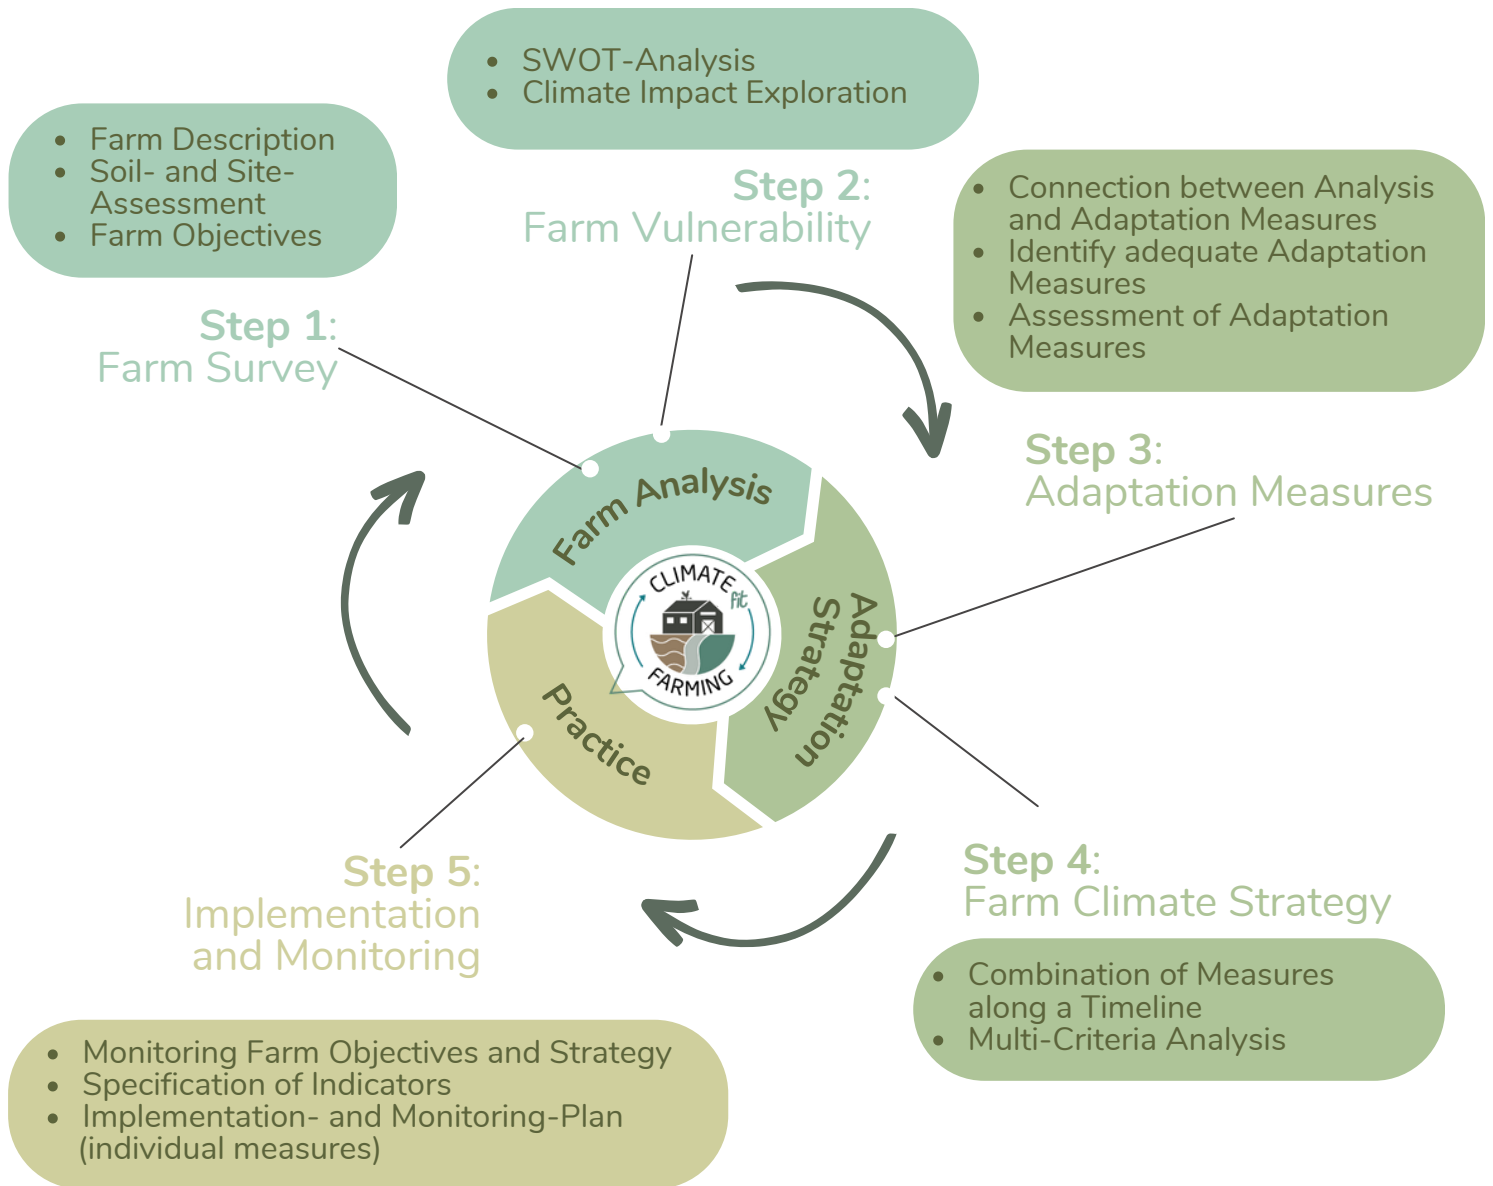 • SWOT-Analysis
• Climate Impact Exploration
• Farm Description
• Soil- and Site-
Assessment
• Farm Objectives
Step 2:
Farm Vulnerability
• Connection between Analysis
and Adaptation Measures
• Identify adequate Adaptation
Measures
• Assessment of Adaptation
Measures
Step 1:
Farm Survey
Step 3:
Adaptation Measures
Farm Analysis
Adaptation
Strategy
Practice
CLIMATE
fit
FARMING
Step 4:
Farm Climate Strategy
• Combination of Measures
along a Timeline
• Multi-Criteria Analysis
Step 5:
Implementation
and Monitoring
• Monitoring Farm Objectives and Strategy
• Specification of Indicators
• Implementation- and Monitoring-Plan
(individual measures)